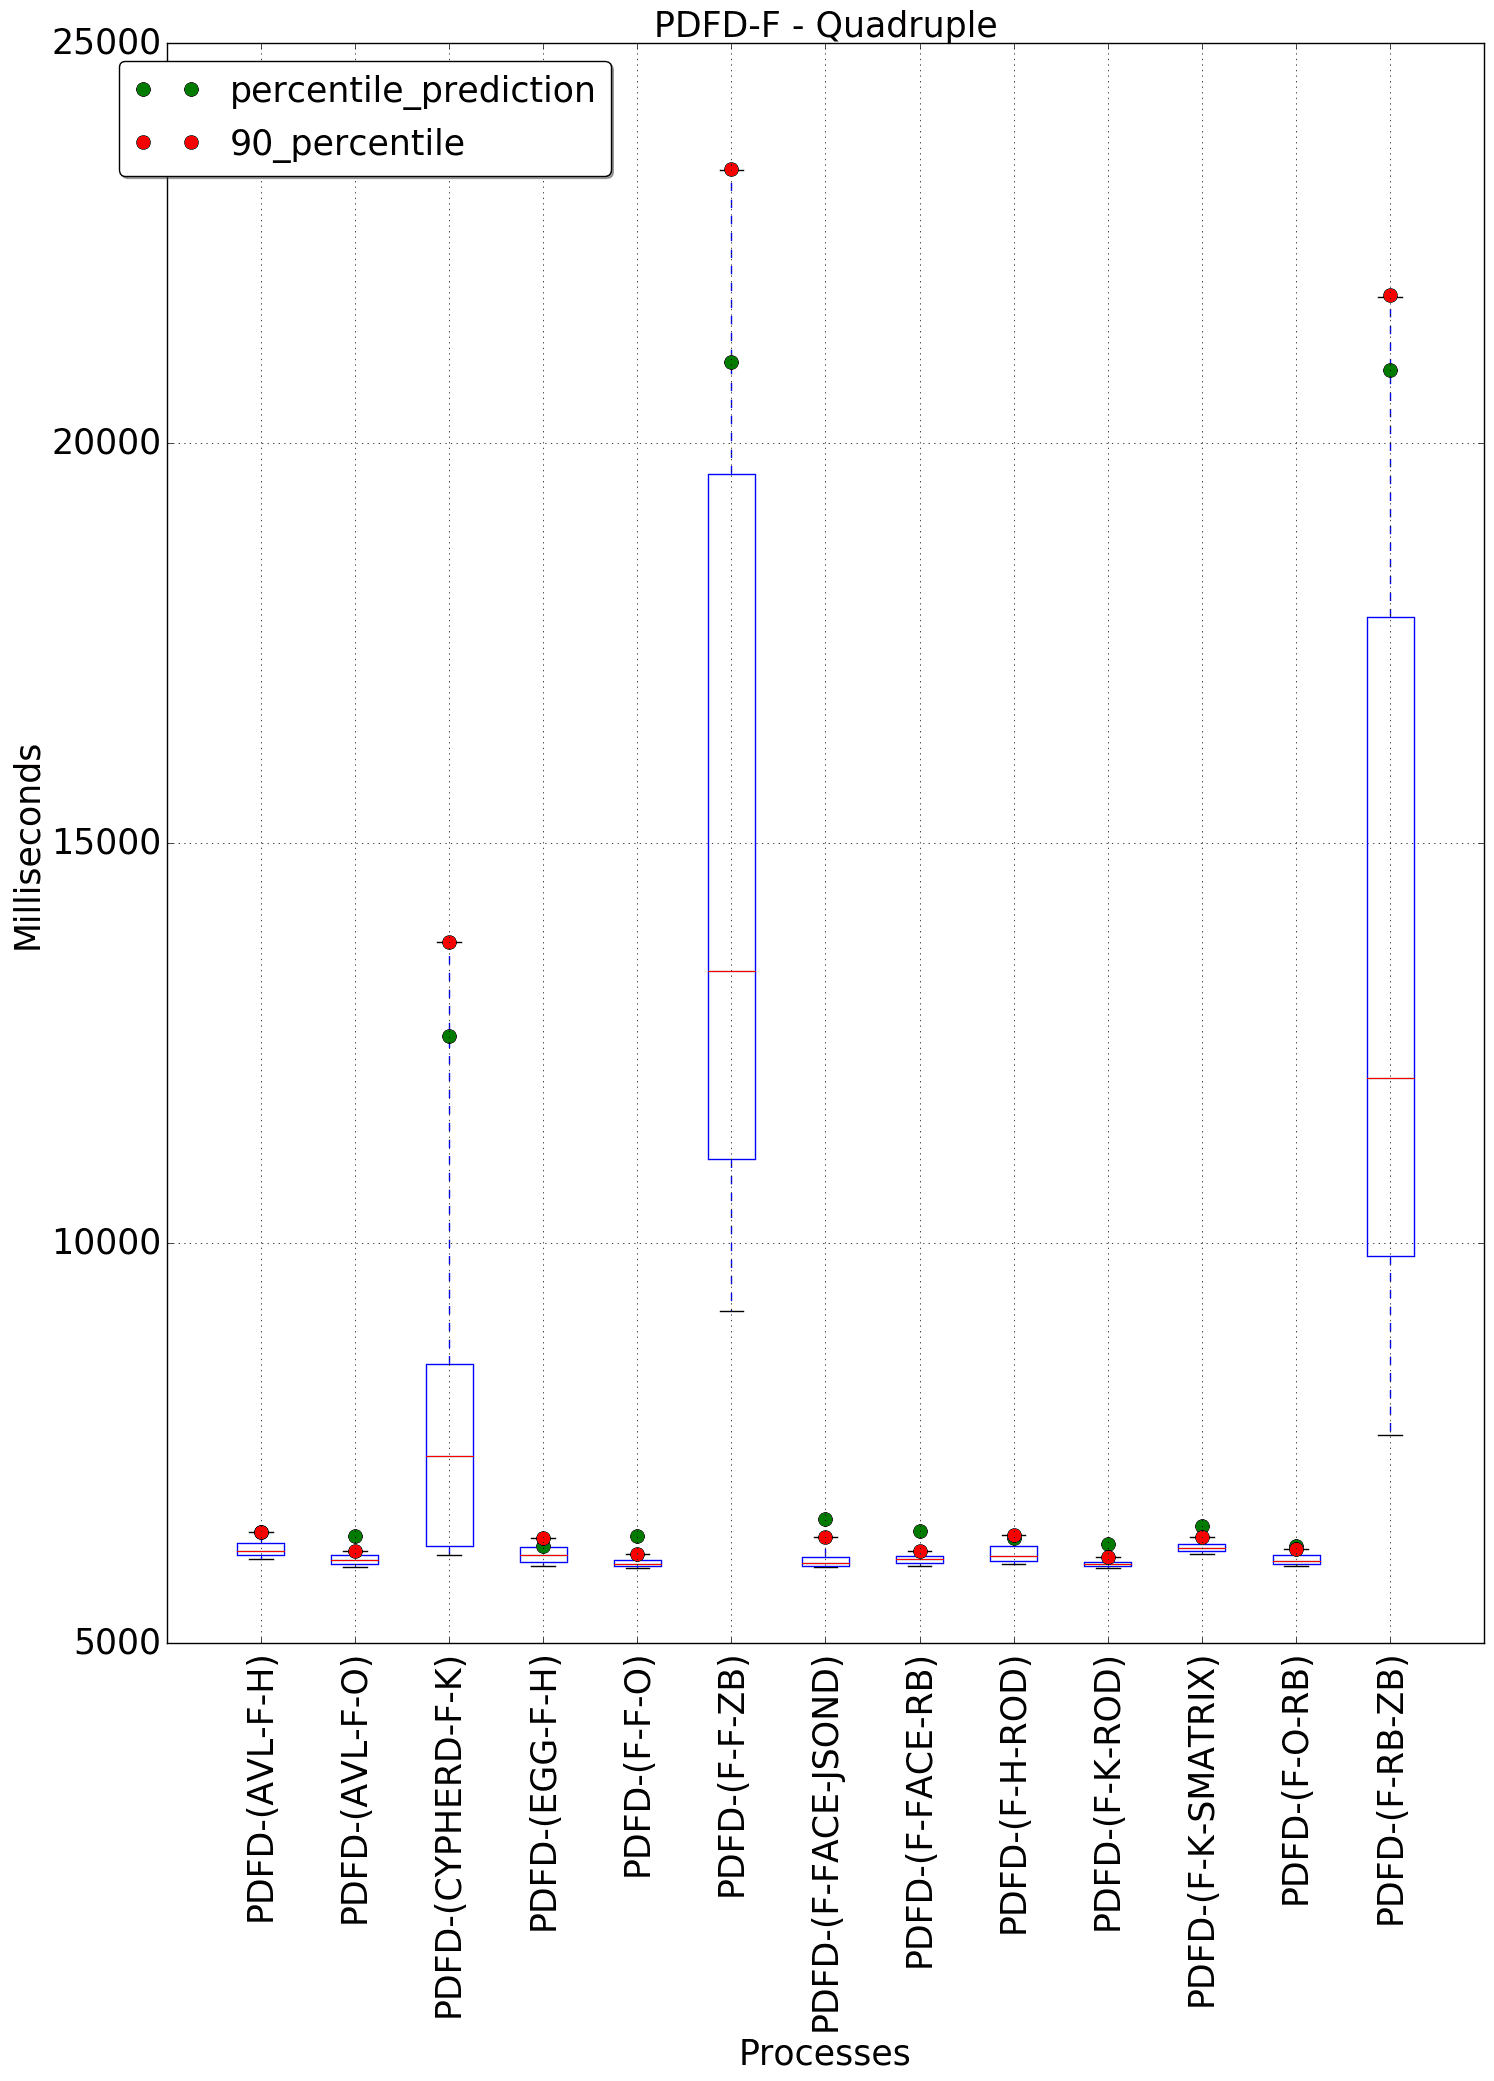 PDFD-F - Quadruple
percentile_prediction
90_percentile
Milliseconds
25000
20000
15000
10000
5000
PDFD-(AVL-F-H)
PDFD-(AVL-F-O)
PDFD-(CYPHERD-F-K)
PDFD-(EGG-F-H)
PDFD-(F-F-O)
PDFD-(F-F-ZB)
PDFD-(F-FACE-JSOND)
PDFD-(F-FACE-RB)
PDFD-(F-H-ROD)
PDFD-(F-K-ROD)
PDFD-(F-K-SMATRIX)
PDFD-(F-O-RB)
PDFD-(F-RB-ZB)
Processes